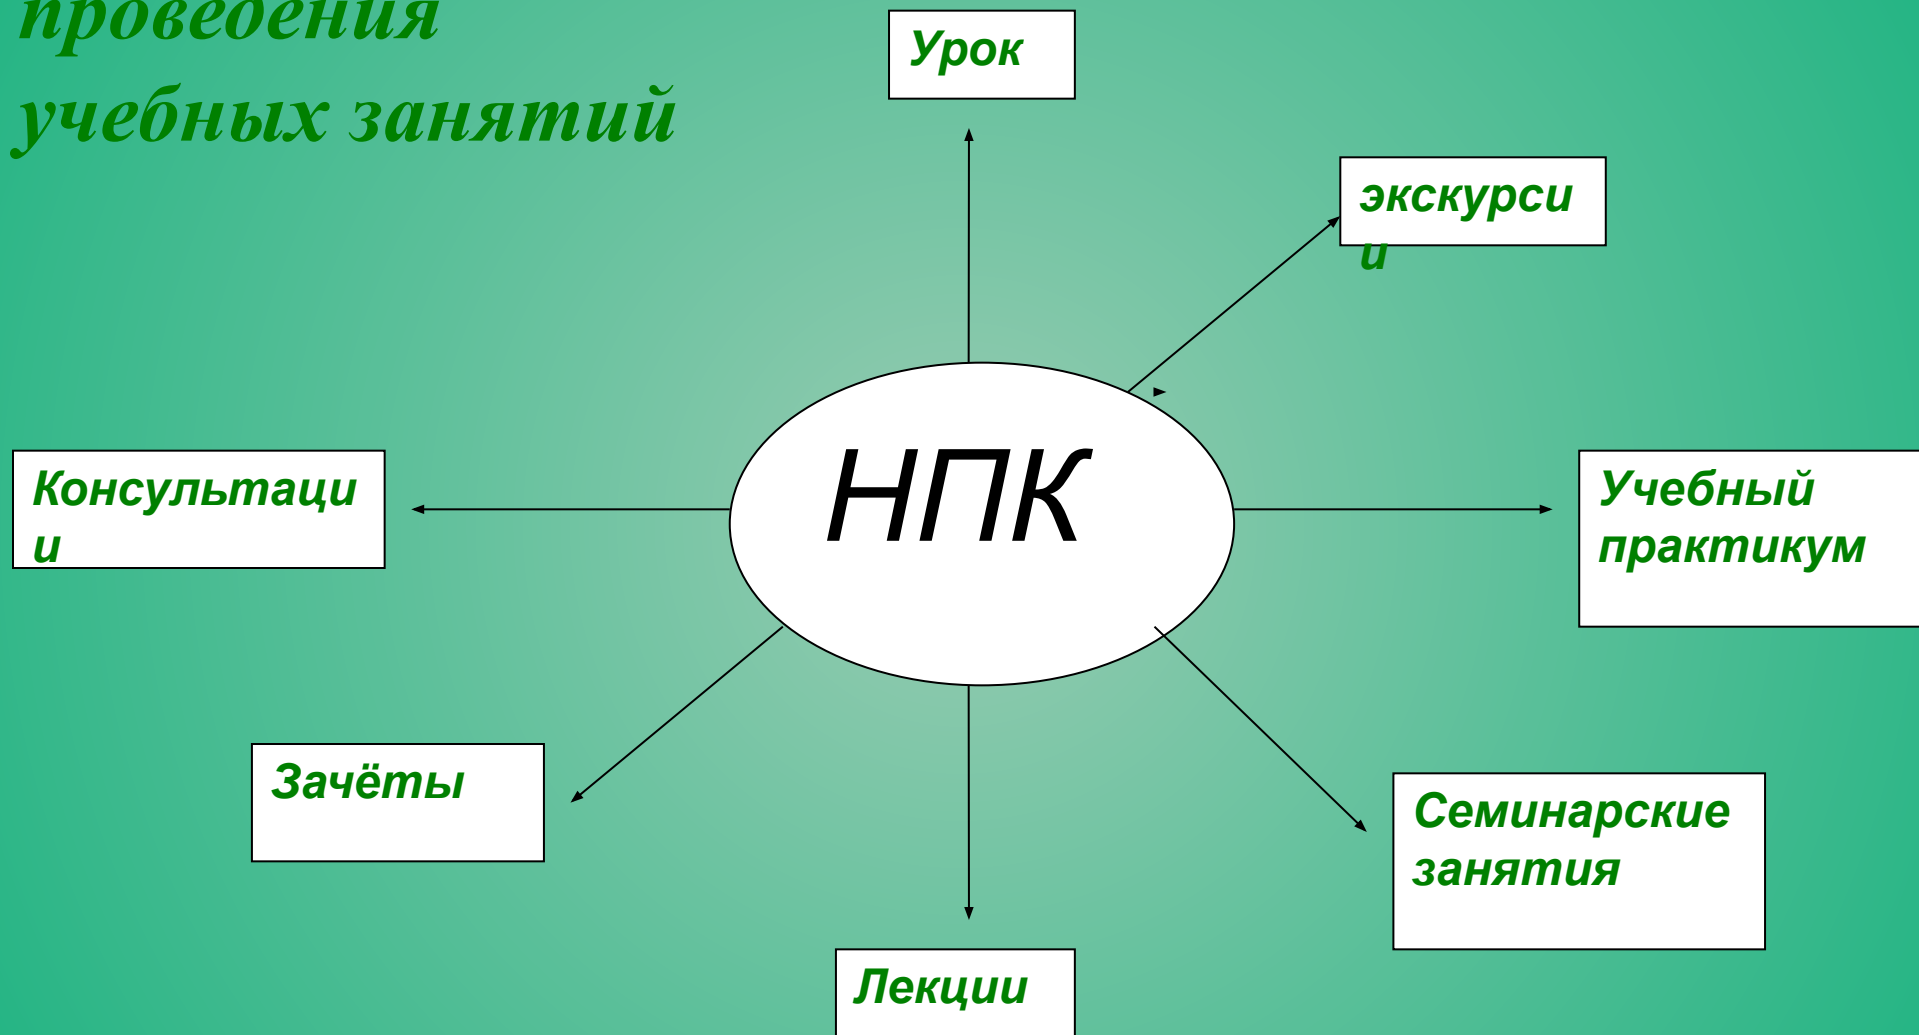 проведения
учебных занятий
Урок
экскурси
и
Консультаци
и
НПК
Учебный
практикум
Зачёты
Семинарские
занятия
Лекции